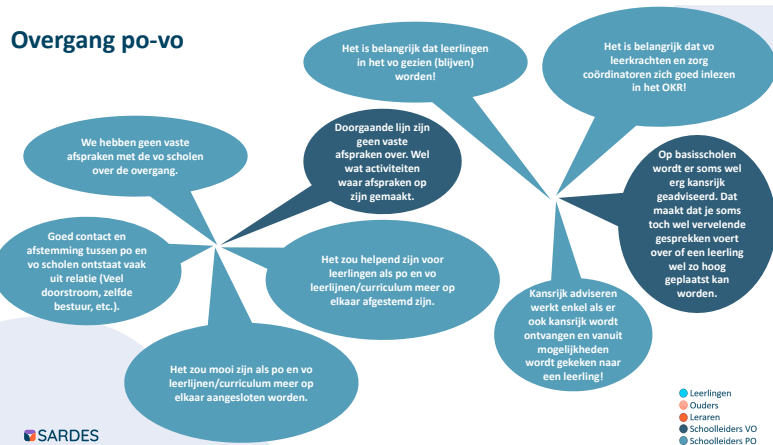 Overgang po-vo
Het is belangrijk dat leerlingen
in het vo gezien (blijven)
worden!
Het is belangrijk dat vo
leerkrachten en zorg
coördinatoren zich goed inlezen
in het OKR!
We hebben geen vaste
afspraken met de vo scholen
over de overgang.
Doorgaande lijn zijn
geen vaste
afspraken over. Wel
wat activiteiten
waar afspraken op
zijn gemaakt.
Op basisscholen
wordt er soms wel
erg kansrijk
geadviseerd. Dat
maakt dat je soms
toch wel vervelende
gesprekken voert
over of een leerling
wel zo hoog
geplaatst kan
worden.
Goed contact en
afstemming tussen po en
vo scholen ontstaat vaak
uit relatie (Veel
doorstroom, zelfde
bestuur, etc.).
Het zou helpend zijn voor
leerlingen als po en vo
leerlijnen/curriculum meer op
elkaar afgestemd zijn.
Kansrijk adviseren
werkt enkel als er
ook kansrijk wordt
ontvangen en vanuit
mogelijkheden
wordt gekeken naar
een leerling!
Het zou mooi zijn als po en vo
leerlijnen/curriculum meer op
elkaar aangesloten worden.
Leerlingen
Ouders
Leraren
Schoolleiders VO
Schoolleiders PO
SARDES